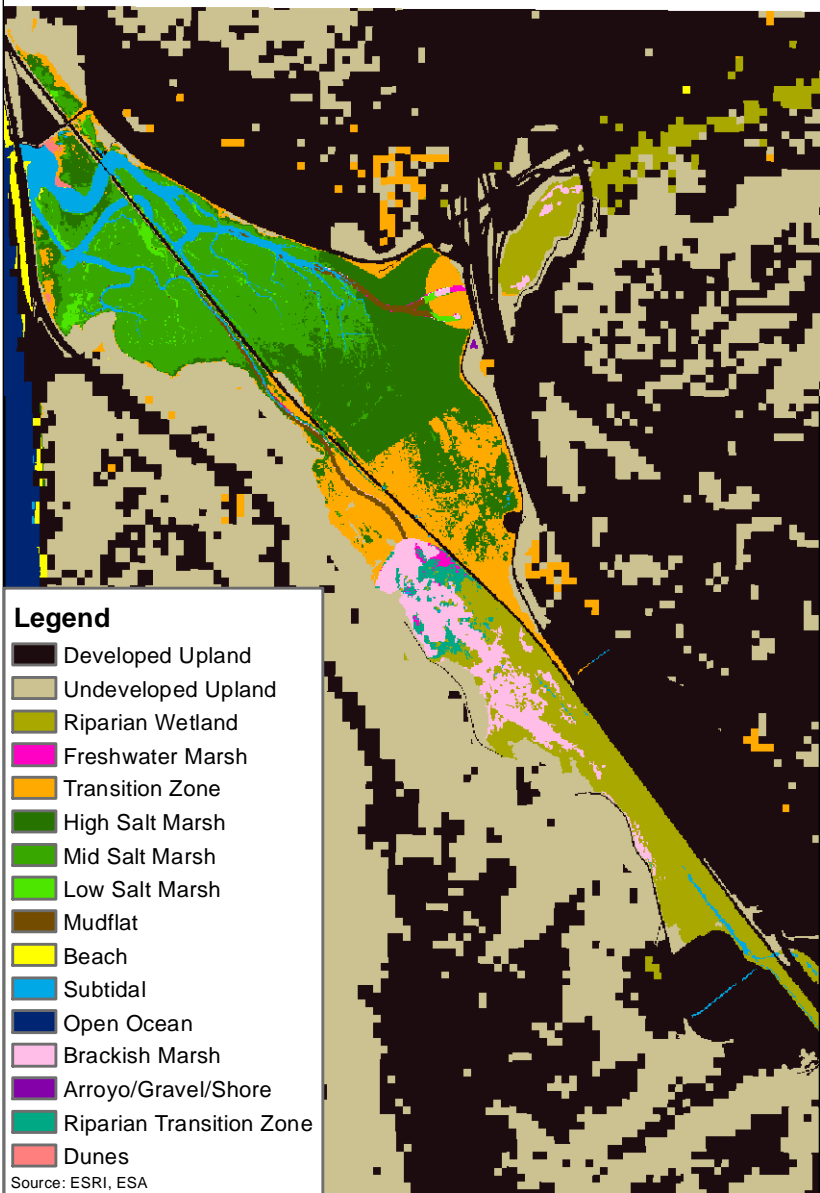 Legend
Developed Upland
Undeveloped Upland
Riparian Wetland
Freshwater Marsh
Transition Zone
High Salt Marsh
Mid Salt Marsh
Low Salt Marsh
Mudflat
Beach
Subtidal
Open Ocean
Brackish Marsh
Arroyo/Gravel/Shore
Riparian Transition Zone
Dunes
Source: ESRI, ESA